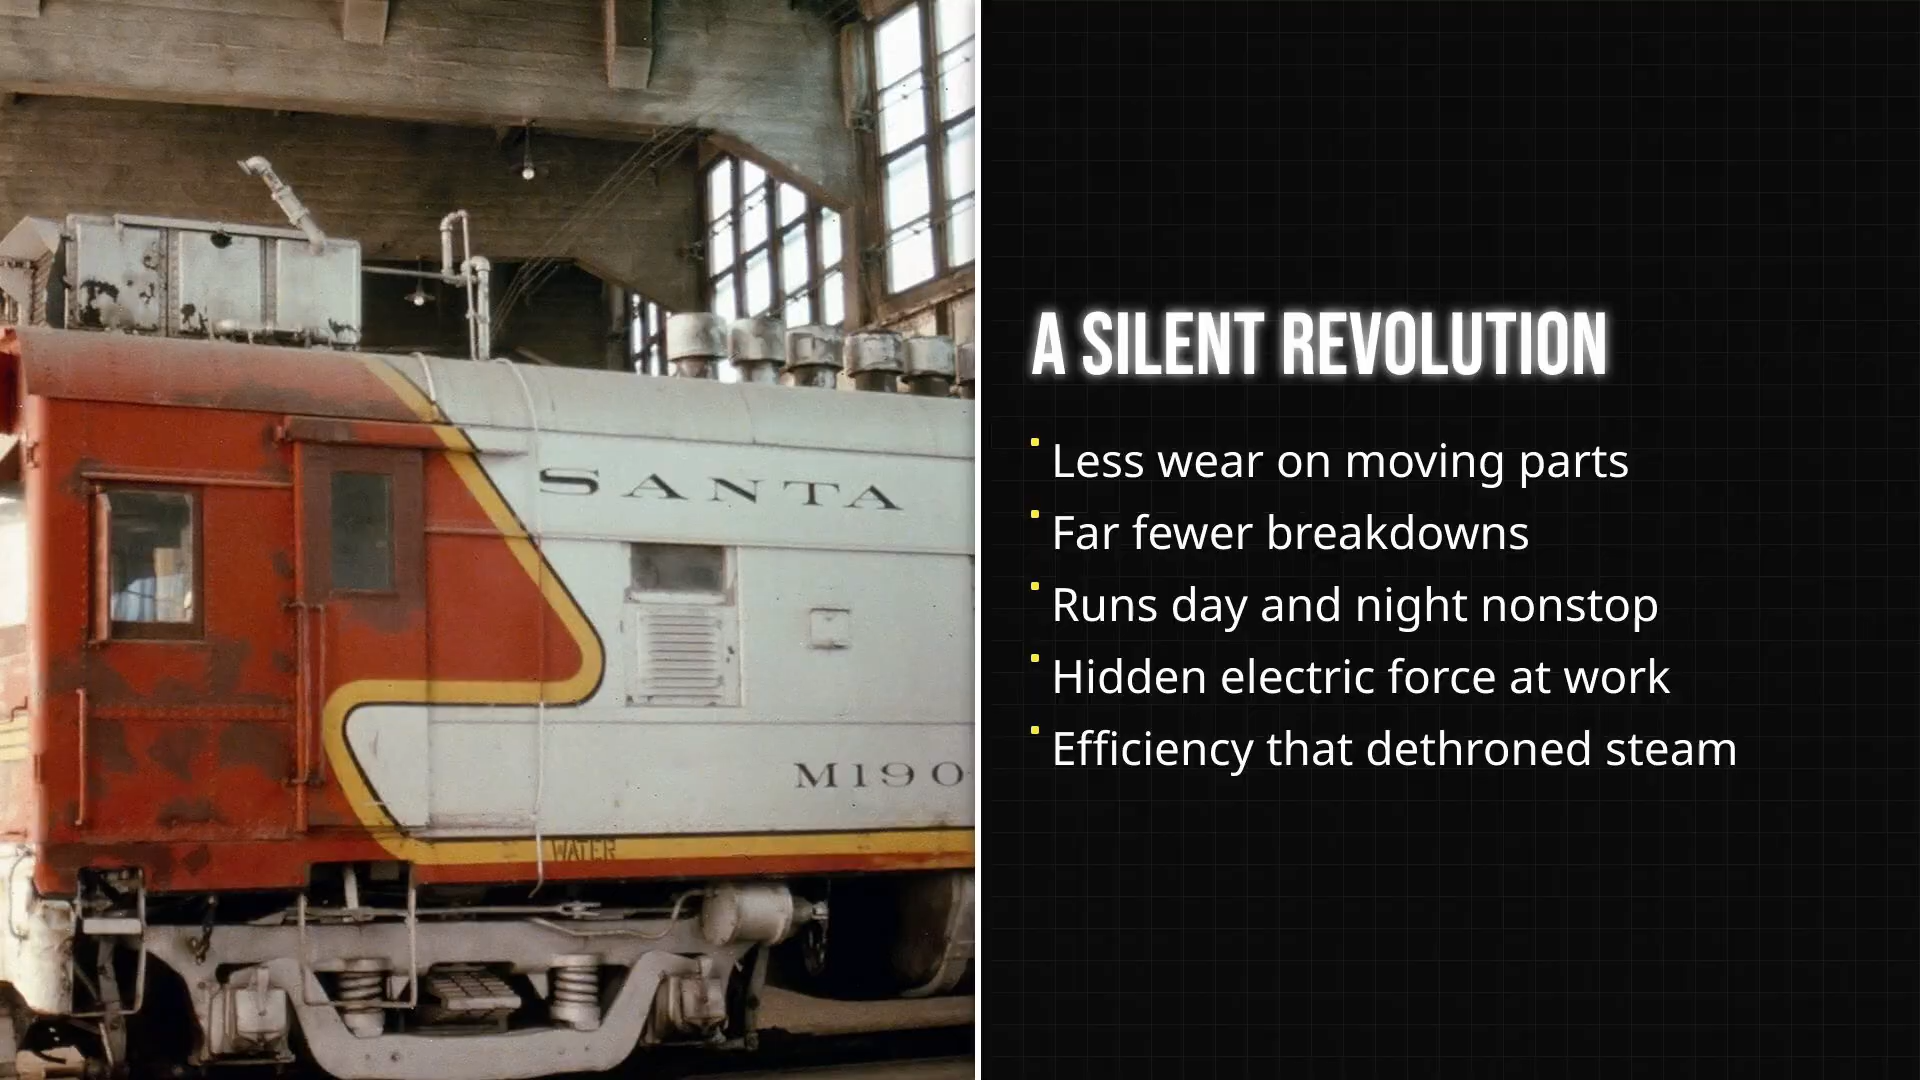 SANTA
M190
WATER
A SILENT REVOLUTION
Less wear on moving parts
Far fewer breakdowns
Runs day and night nonstop
Hidden electric force at work
Efficiency that dethroned steam